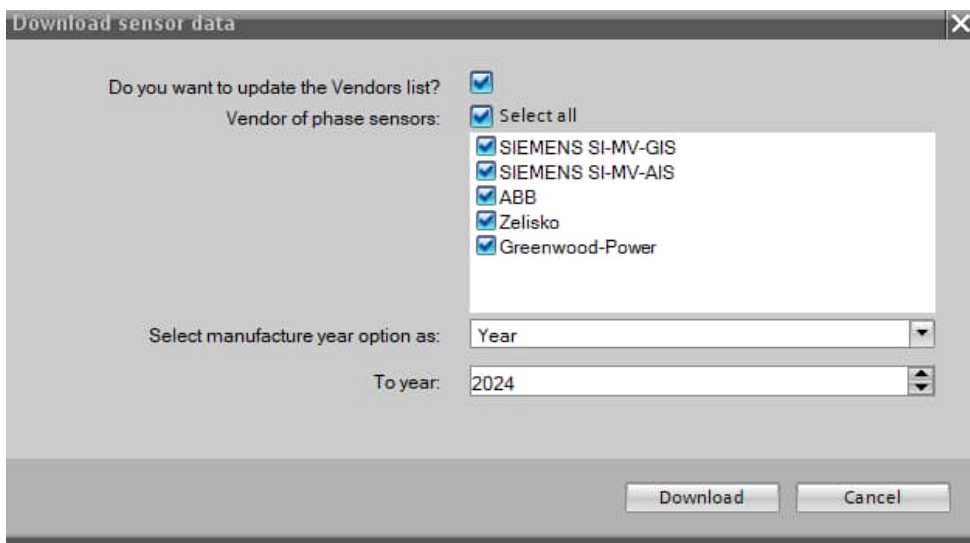 Download sensor data
Do you want to update the Vendors list?
Vendor of phase sensors: Select all
SIEMENS SI-MV-GIS
SIEMENS SI-MV-AIS
ABB
Zelisko
Greenwood-Power
Select manufacture year option as: Year
To year: 2024
Download Cancel